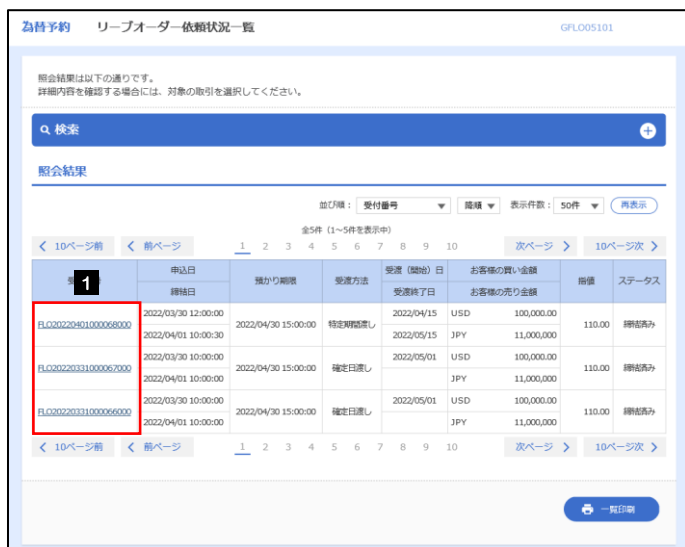 為替予約 リーブオーダー依頼状況一覧 GFLO05101
照会結果は以下の通りです。
詳細内容を確認する場合には、対象の取引を選択してください。
検索
照会結果
並び順： 受付番号 降順 表示件数： 50件 再表示
全5件（1～5件を表示中）
10ページ前 前ページ 1 2 3 4 5 6 7 8 9 10 次ページ 10ページ次
1 申込日 預かり期限 受渡方法 受渡（開始）日 お客様の買い金額 指値 ステータス
締結日 受渡終了日 お客様の売り金額
FLO20220401000068000 2022/03/30 12:00:00 2022/04/30 15:00:00 特定期間渡し 2022/04/15 USD 100,000.00 110.00 締結済み
2022/04/01 10:00:30 2022/05/15 JPY 11,000,000
FLO20220331000067000 2022/03/30 10:00:00 2022/04/30 15:00:00 確定日渡し 2022/05/01 USD 100,000.00 110.00 締結済み
2022/04/01 10:00:00 JPY 11,000,000
FLO20220331000066000 2022/03/30 10:00:00 2022/04/30 15:00:00 確定日渡し 2022/05/01 USD 100,000.00 110.00 締結済み
2022/04/01 10:00:00 JPY 11,000,000
10ページ前 前ページ 1 2 3 4 5 6 7 8 9 10 次ページ 10ページ次
一覧印刷